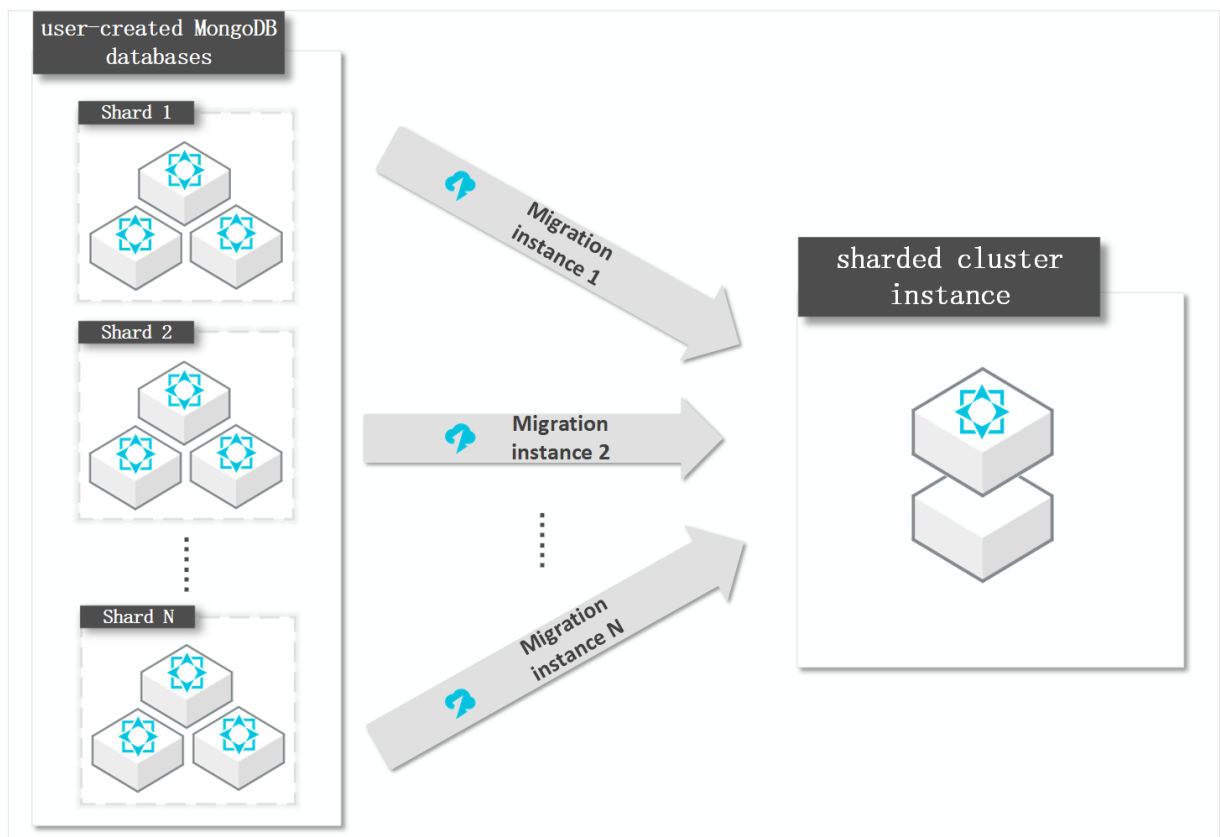 user-created MongoDB
databases
Shard 1
Shard 2
Shard N
Migration
instance 1
Migration
instance 2
Migration
instance N
sharded cluster
instance